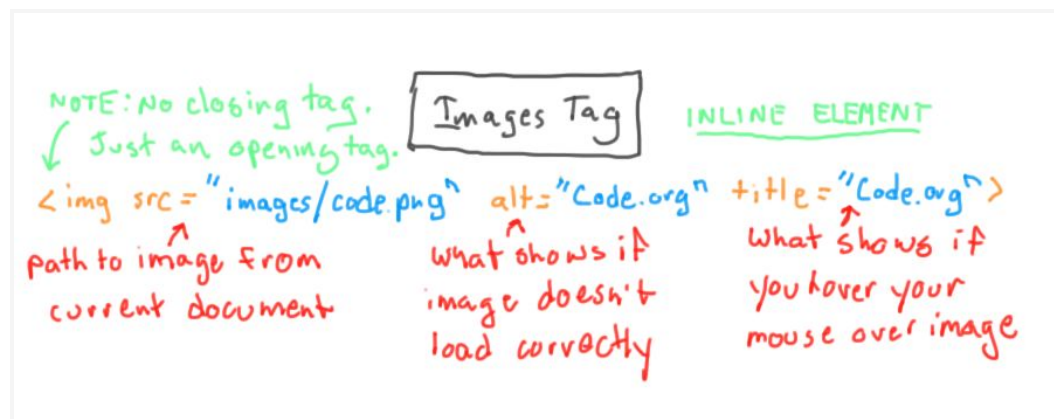 Images Tag
NOTE: No closing tag.
Just an opening tag.
INLINE ELEMENT
<img src="images/code.png" alt="Code.org" title="Code.org">
path to image from
current document
what shows if
image doesn't
load correctly
what shows if
you hover your
mouse over image